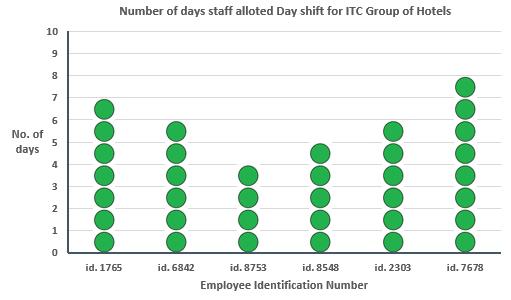 Number of days staff alloted Day shift for ITC Group of Hotels
10
9
8
7
6
5
4
3
2
1
0
No. of
days
id. 1765 id. 6842 id. 8753 id. 8548 id. 2303 id. 7678
Employee Identification Number